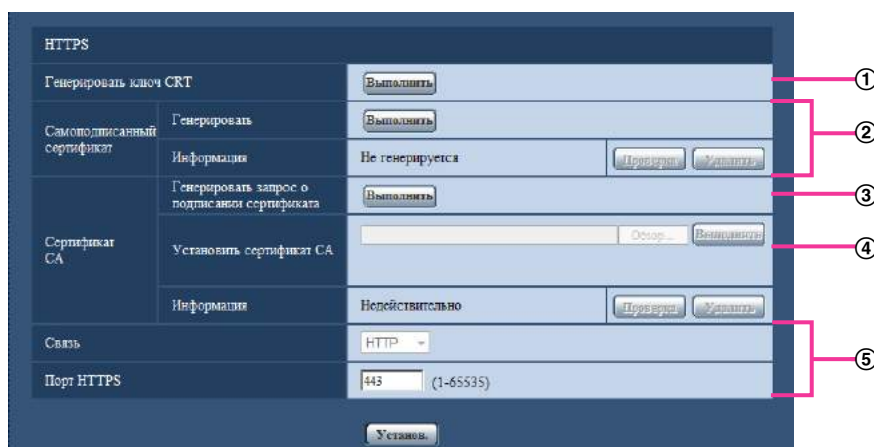 HTTPS
Генерировать ключ CRT
Выполнить
①
Самоподписанный
сертификат
Генерировать
Выполнить
②
Информация
Не генерируется
Проверка
Удалить
Сертификат
CA
Генерировать запрос о
подписании сертификата
Выполнить
③
Установить сертификат CA
Обзор...
Выполнить
④
Информация
Недействительно
Проверка
Удалить
Связь
HTTP
⑤
Порт HTTPS
443
(1-65535)
Установ.